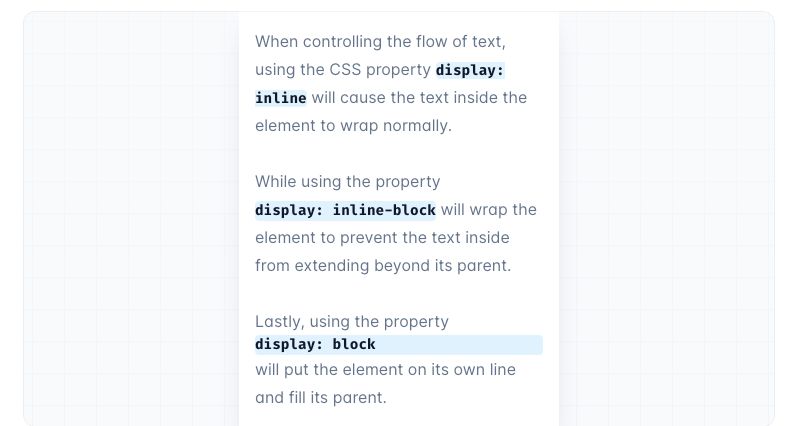 When controlling the flow of text,
using the CSS property display:
inline will cause the text inside the
element to wrap normally.
While using the property
display: inline-block will wrap the
element to prevent the text inside
from extending beyond its parent.
Lastly, using the property
display: block
will put the element on its own line
and fill its parent.